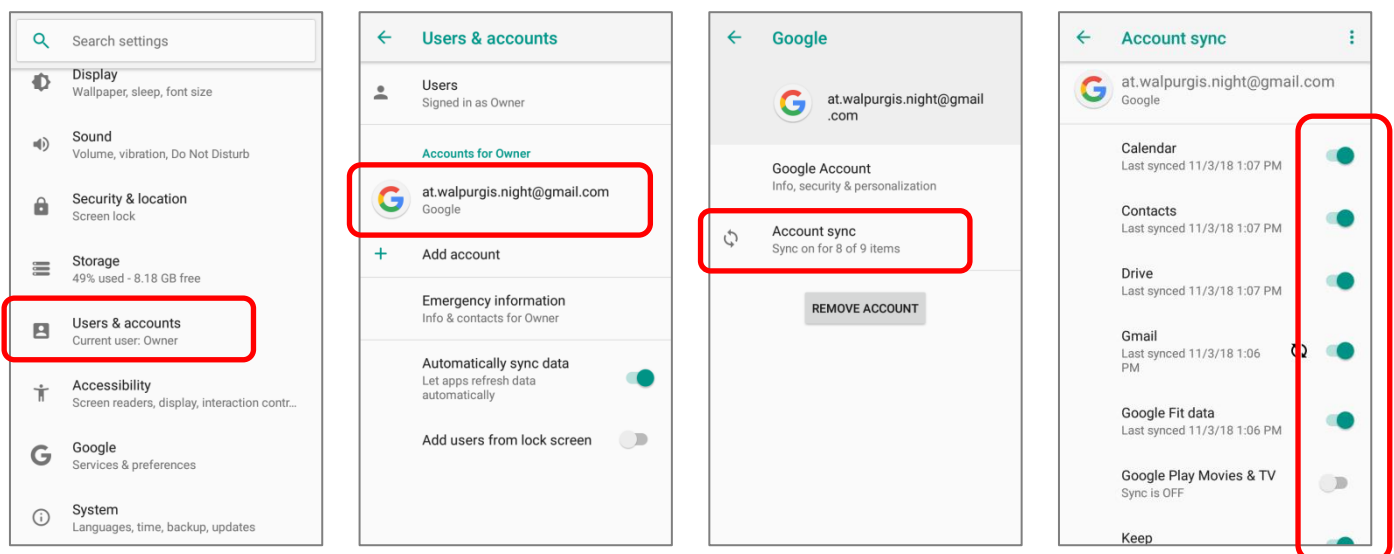 Search settings
Display
Wallpaper, sleep, font size
Sound
Volume, vibration, Do Not Disturb
Security & location
Screen lock
Storage
49% used - 8.18 GB free
Users & accounts
Current user: Owner
Accessibility
Screen readers, display, interaction contr...
Google
Services & preferences
System
Languages, time, backup, updates
Users & accounts
Users
Signed in as Owner
Accounts for Owner
at.walpurgis.night@gmail.com
Google
Add account
Emergency information
Info & contacts for Owner
Automatically sync data
Let apps refresh data
automatically
Add users from lock screen
Google
at.walpurgis.night@gmail
.com
Google Account
Info, security & personalization
Account sync
Sync on for 8 of 9 items
REMOVE ACCOUNT
Account sync
at.walpurgis.night@gmail.com
Google
Calendar
Last synced 11/3/18 1:07 PM
Contacts
Last synced 11/3/18 1:07 PM
Drive
Last synced 11/3/18 1:07 PM
Gmail
Last synced 11/3/18 1:06
PM
Google Fit data
Last synced 11/3/18 1:06 PM
Google Play Movies & TV
Sync is OFF
Keep